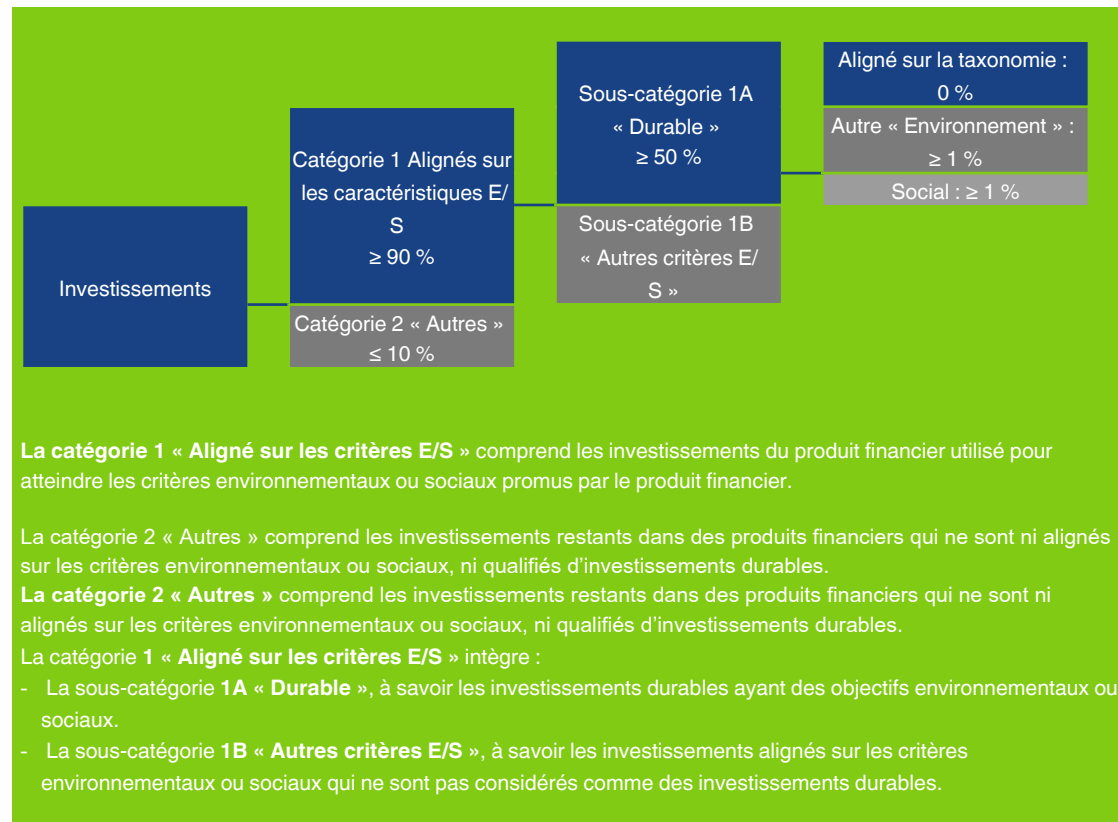 Investissements
Catégorie 1 Alignés sur
les caractéristiques E/
S
≥ 90 %
Catégorie 2 « Autres »
≤ 10 %
Sous-catégorie 1A
« Durable »
≥ 50 %
Sous-catégorie 1B
« Autres critères E/
S »
Aligné sur la taxonomie :
0 %
Autre « Environnement » :
≥ 1 %
Social : ≥ 1 %
La catégorie 1 « Aligné sur les critères E/S » comprend les investissements du produit financier utilisé pour
atteindre les critères environnementaux ou sociaux promus par le produit financier.
La catégorie 2 « Autres » comprend les investissements restants dans des produits financiers qui ne sont ni alignés
sur les critères environnementaux ou sociaux, ni qualifiés d’investissements durables.
La catégorie 2 « Autres » comprend les investissements restants dans des produits financiers qui ne sont ni
alignés sur les critères environnementaux ou sociaux, ni qualifiés d’investissements durables.
La catégorie 1 « Aligné sur les critères E/S » intègre :
- La sous-catégorie 1A « Durable », à savoir les investissements durables ayant des objectifs environnementaux ou
sociaux.
- La sous-catégorie 1B « Autres critères E/S », à savoir les investissements alignés sur les critères
environnementaux ou sociaux qui ne sont pas considérés comme des investissements durables.